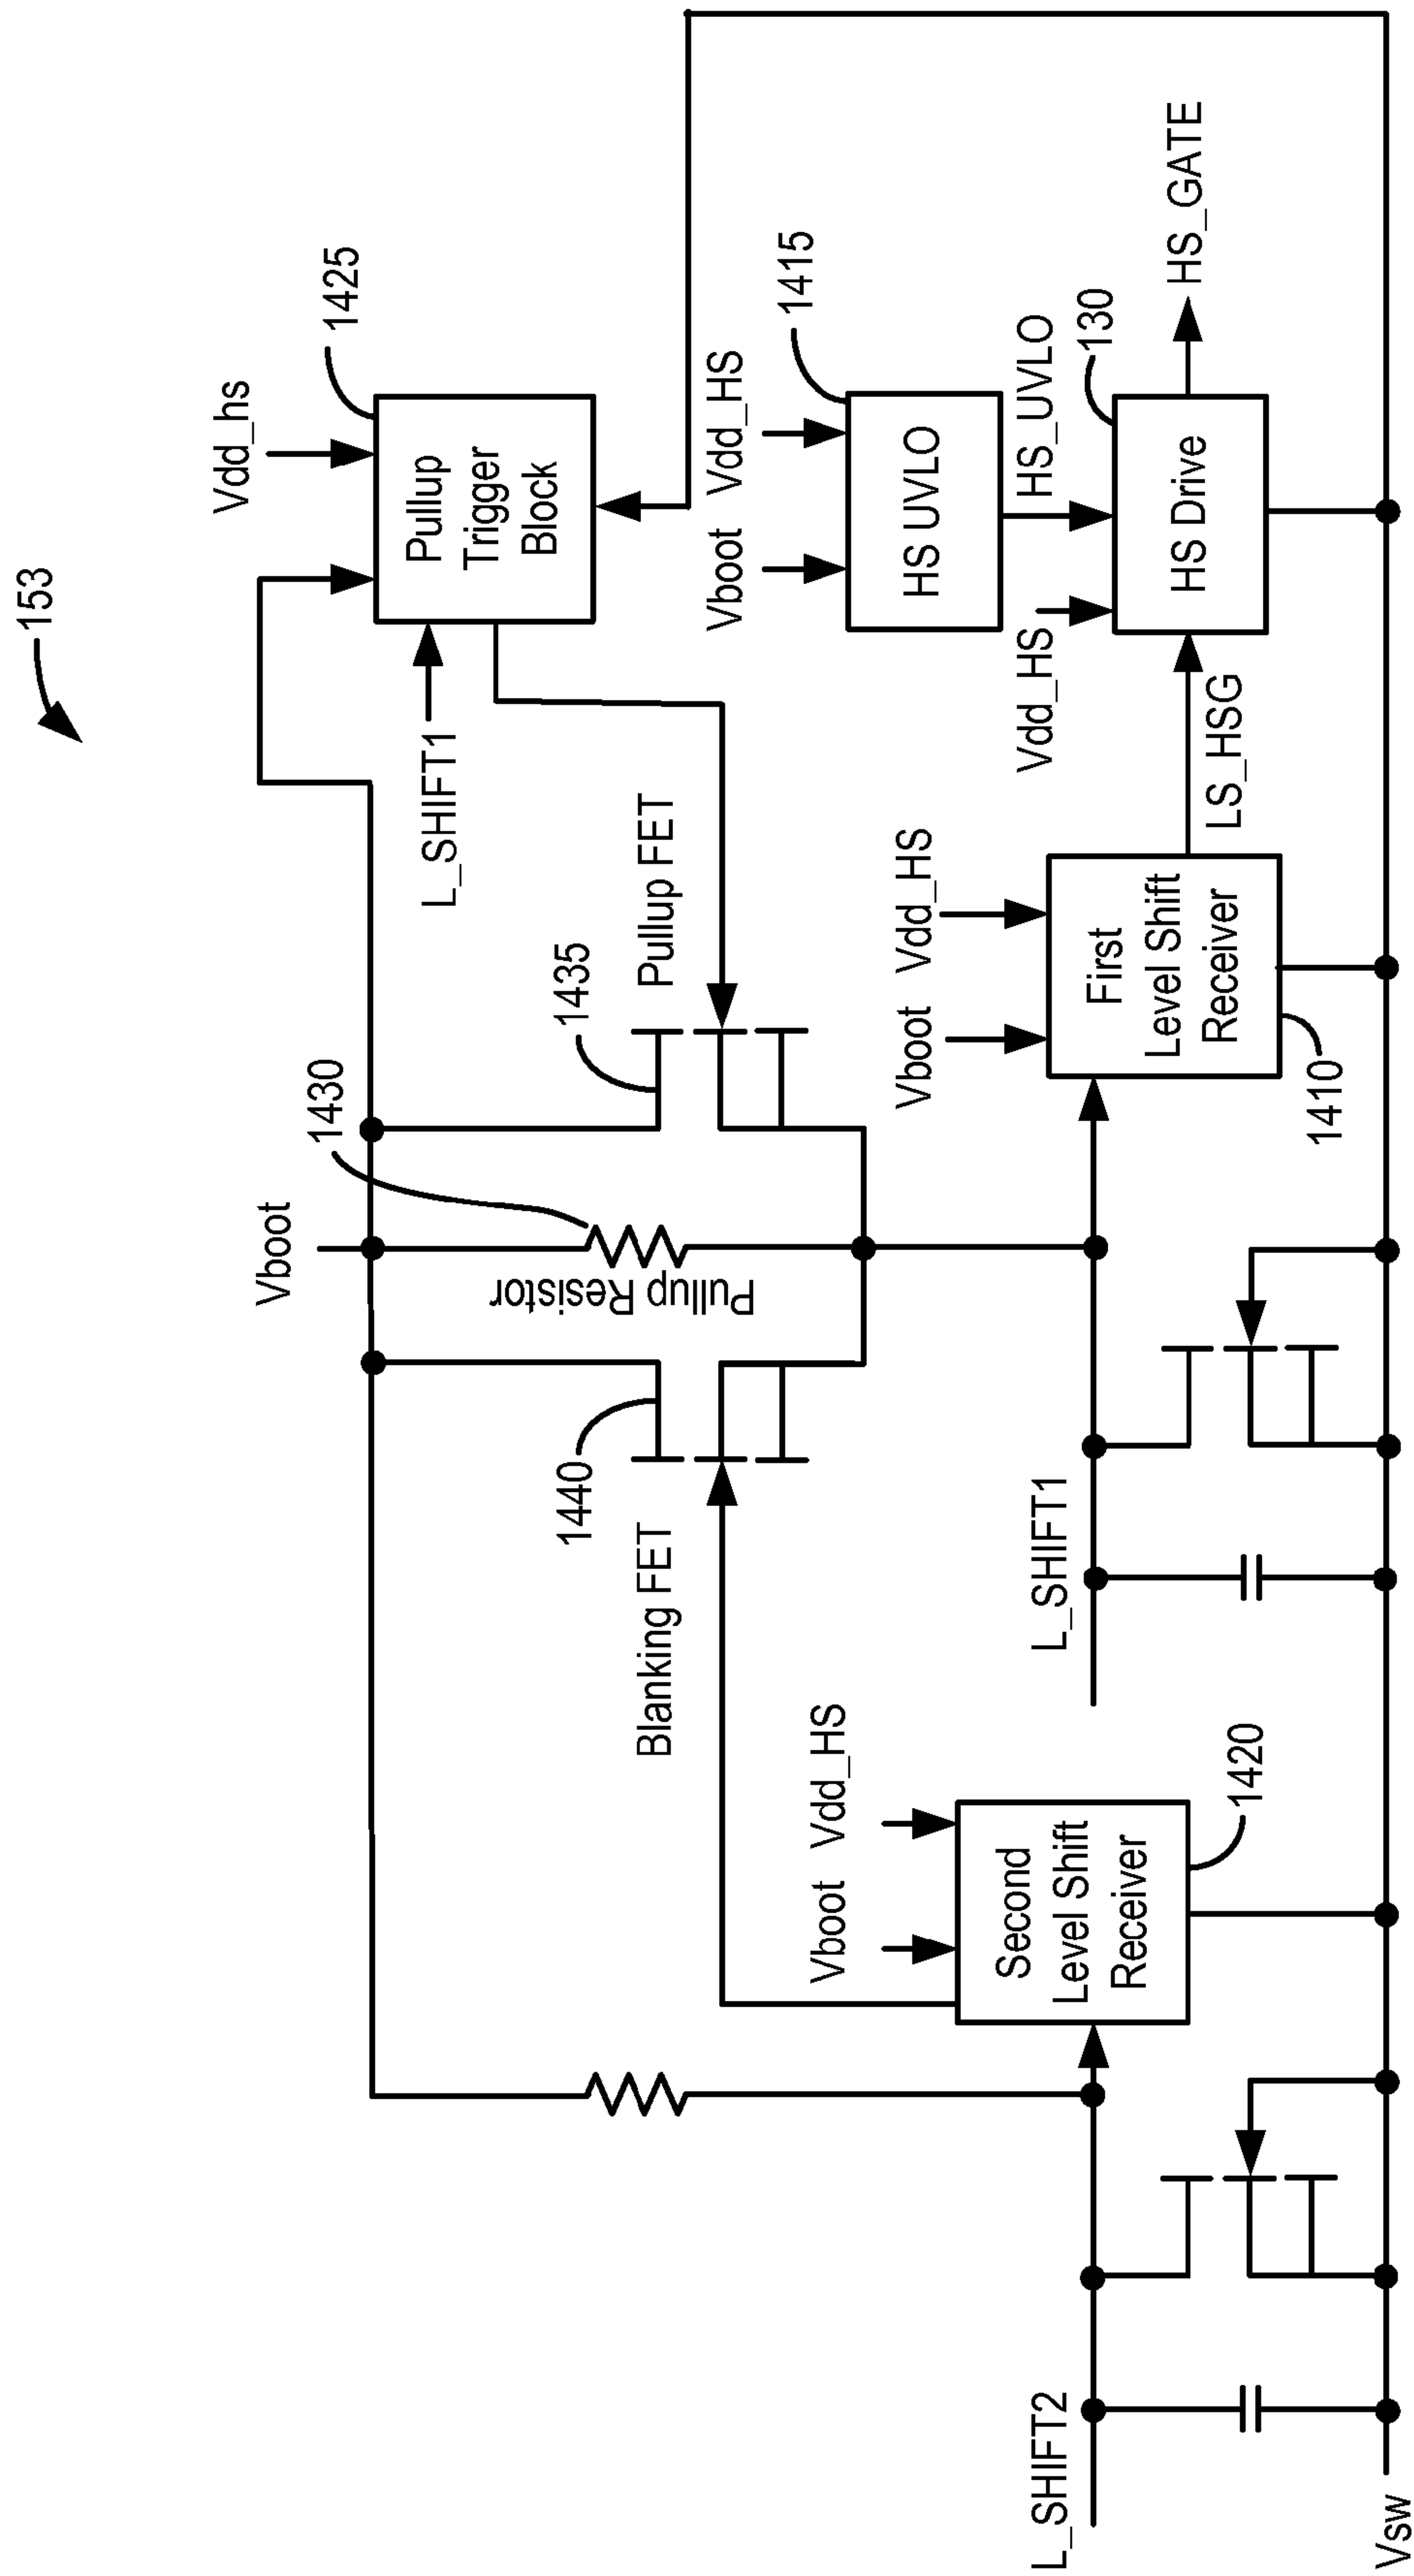 153
Vdd_hs
1425
Pullup
Trigger
Block
L_SHIFT1
Vboot
1430
Pullup Resistor
1435
Pullup FET
1440
Blanking FET
Vboot
Vdd_HS
1415
HS UVLO
HS_UVLO
Vdd_HS
130
HS Drive
HS_GATE
LS_HSG
Vboot
Vdd_HS
First
Level Shift
Receiver
1410
L_SHIFT1
Vboot
Vdd_HS
Second
Level Shift
Receiver
1420
L_SHIFT2
Vsw